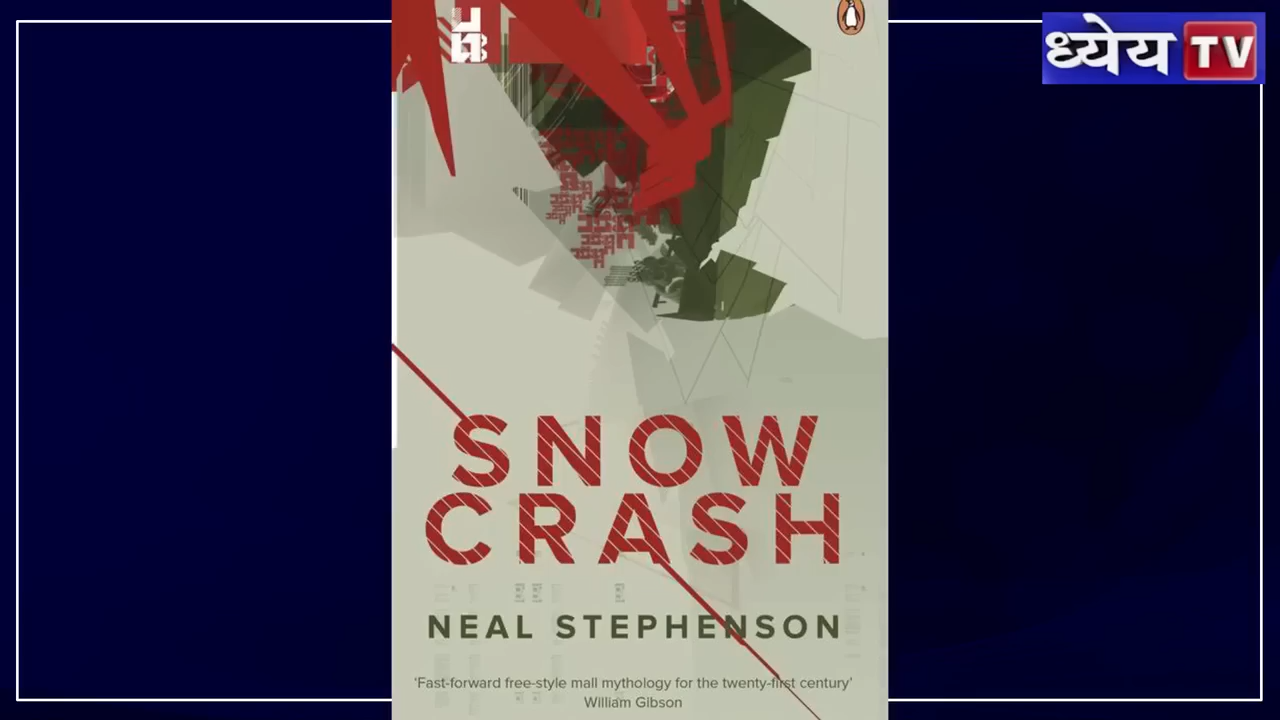 ध्येय TV
SNOW
CRASH
NEAL STEPHENSON
‘Fast-forward free-style mall mythology for the twenty-first century’
William Gibson